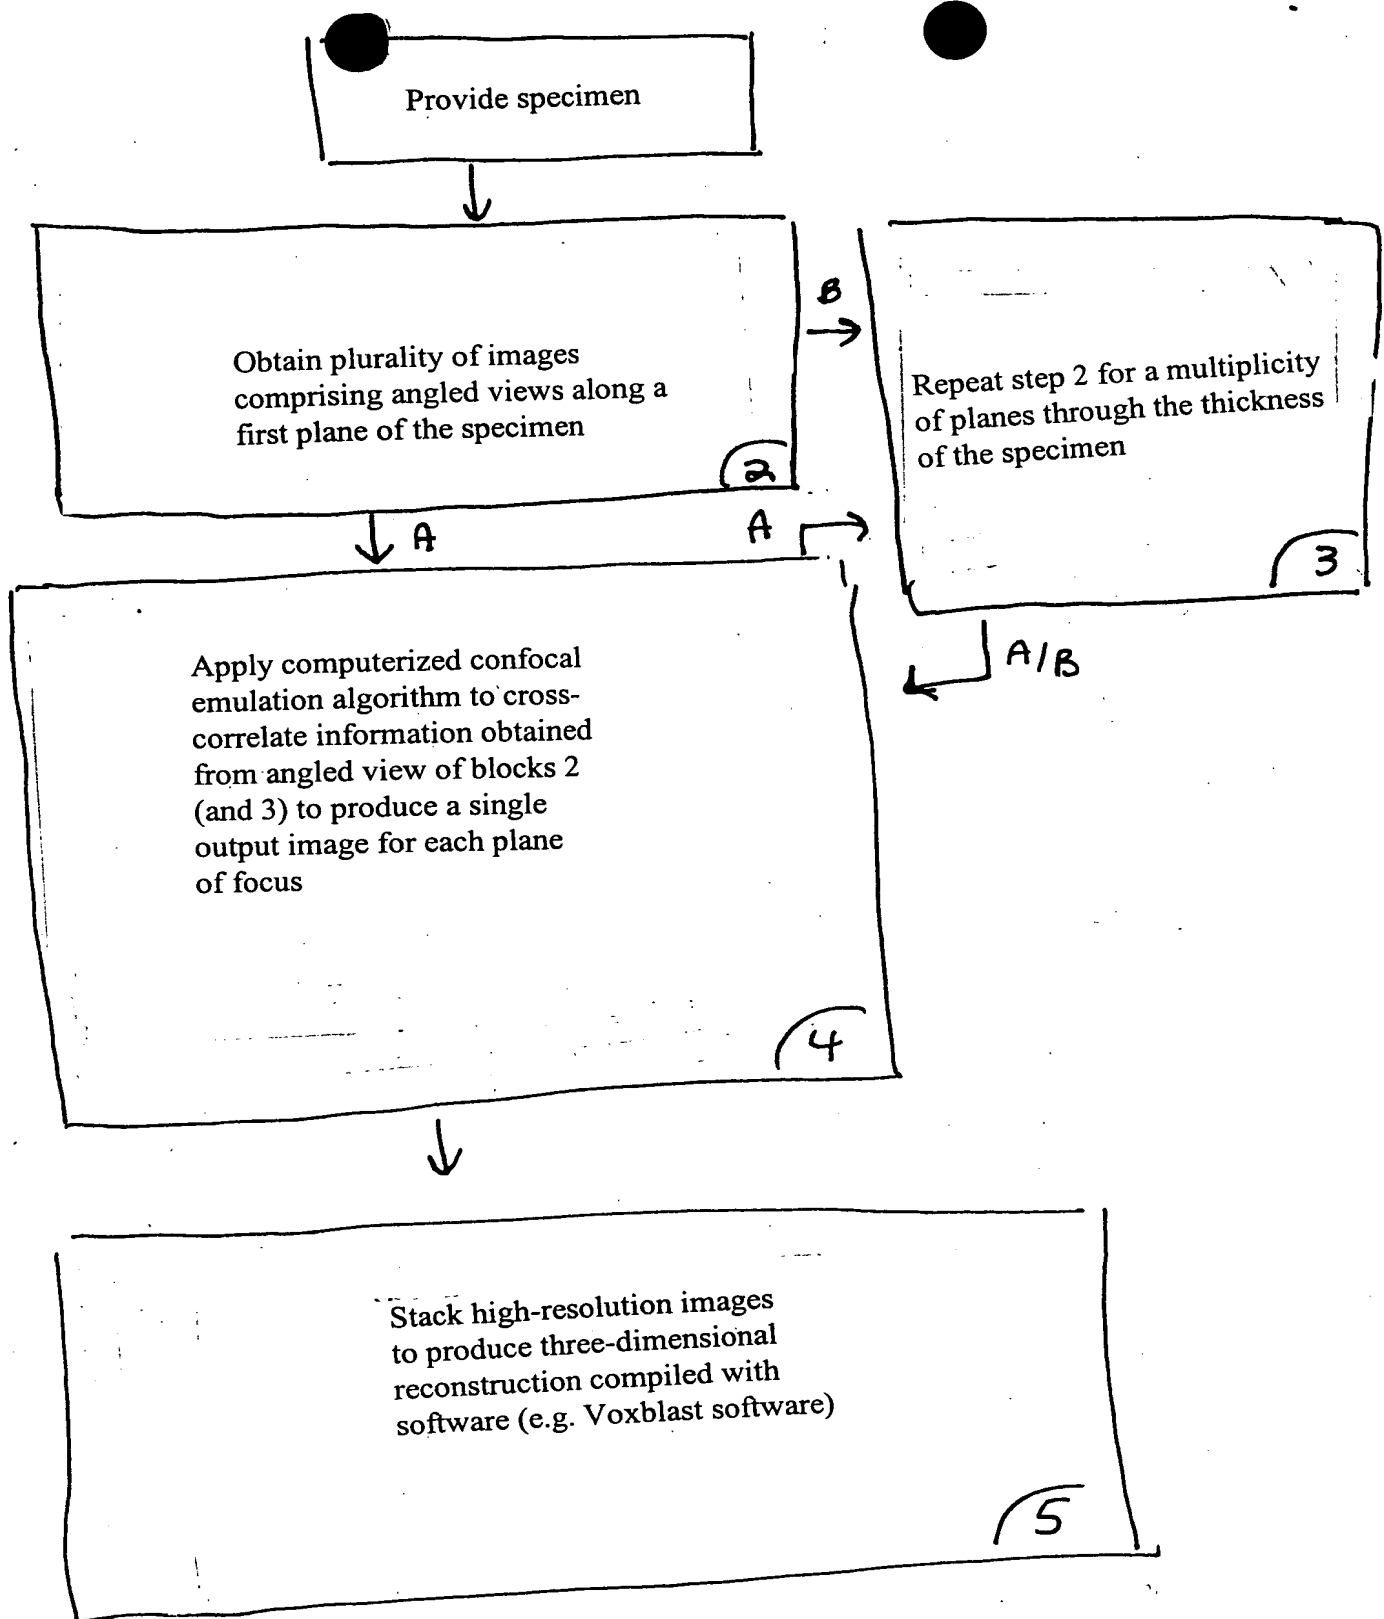 Provide specimen
Obtain plurality of images
comprising angled views along a
first plane of the specimen
2
B
Repeat step 2 for a multiplicity
of planes through the thickness
of the specimen
3
A
A
A/B
Apply computerized confocal
emulation algorithm to cross-
correlate information obtained
from angled view of blocks 2
(and 3) to produce a single
output image for each plane
of focus
4
Stack high-resolution images
to produce three-dimensional
reconstruction compiled with
software (e.g. Voxblast software)
5